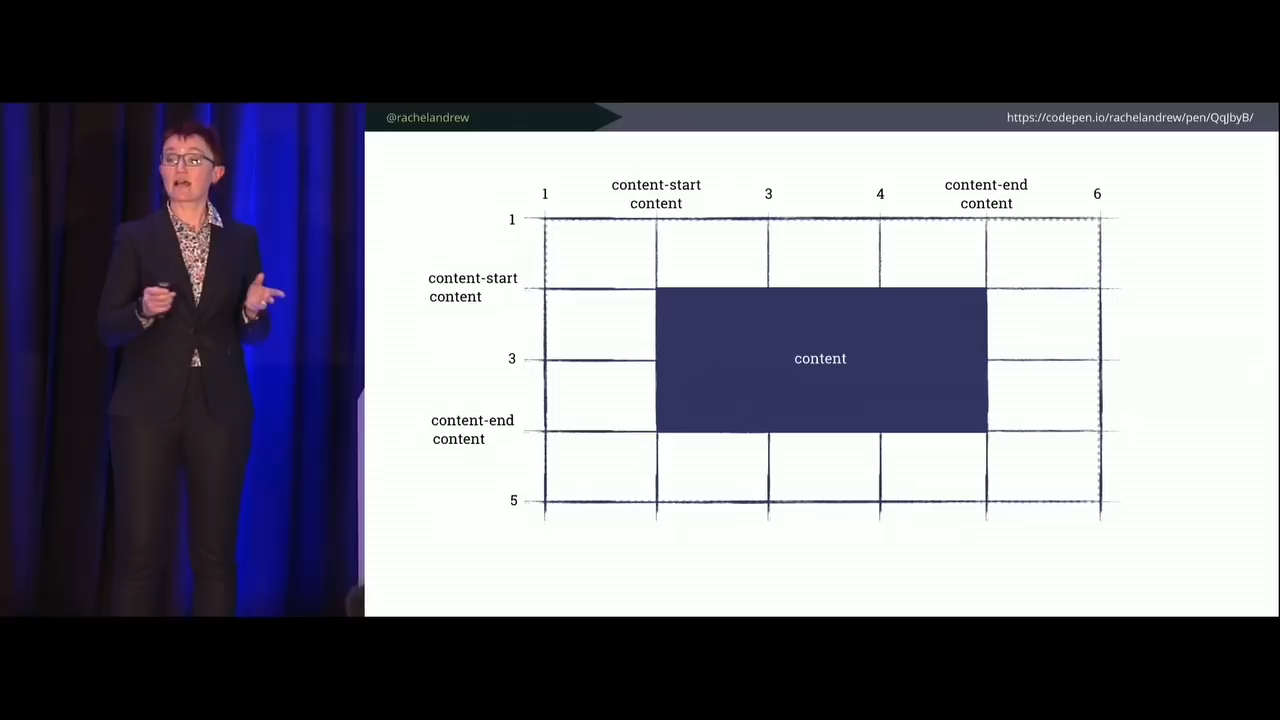 @rachelandrew
https://codepen.io/rachelandrew/pen/QqJbyB/
1
content-start
content
3
4
content-end
content
6
1
content-start
content
3
content
content-end
content
5